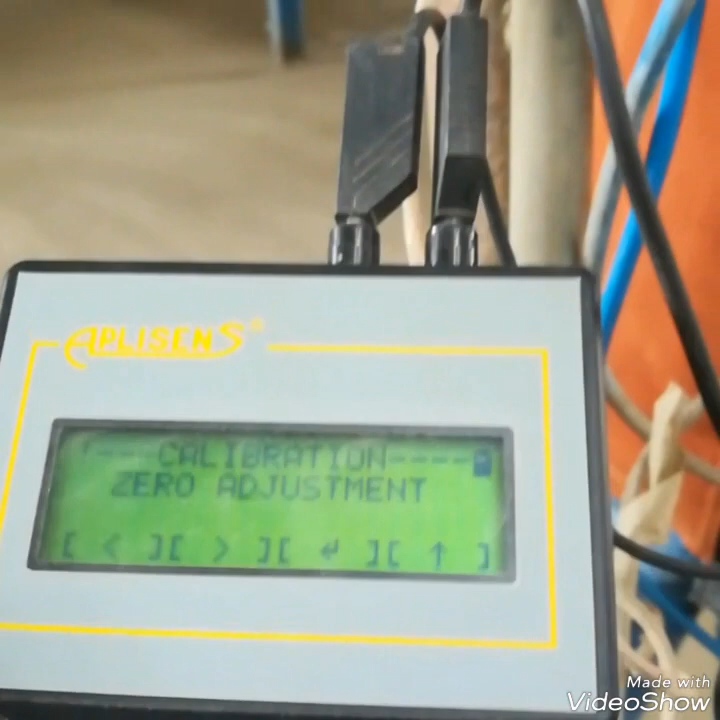 APLISENS®
----CALIBRATION----
ZERO ADJUSTMENT
[ < ][ > ][ ↵ ][ ↑ ]
Made with
VideoShow